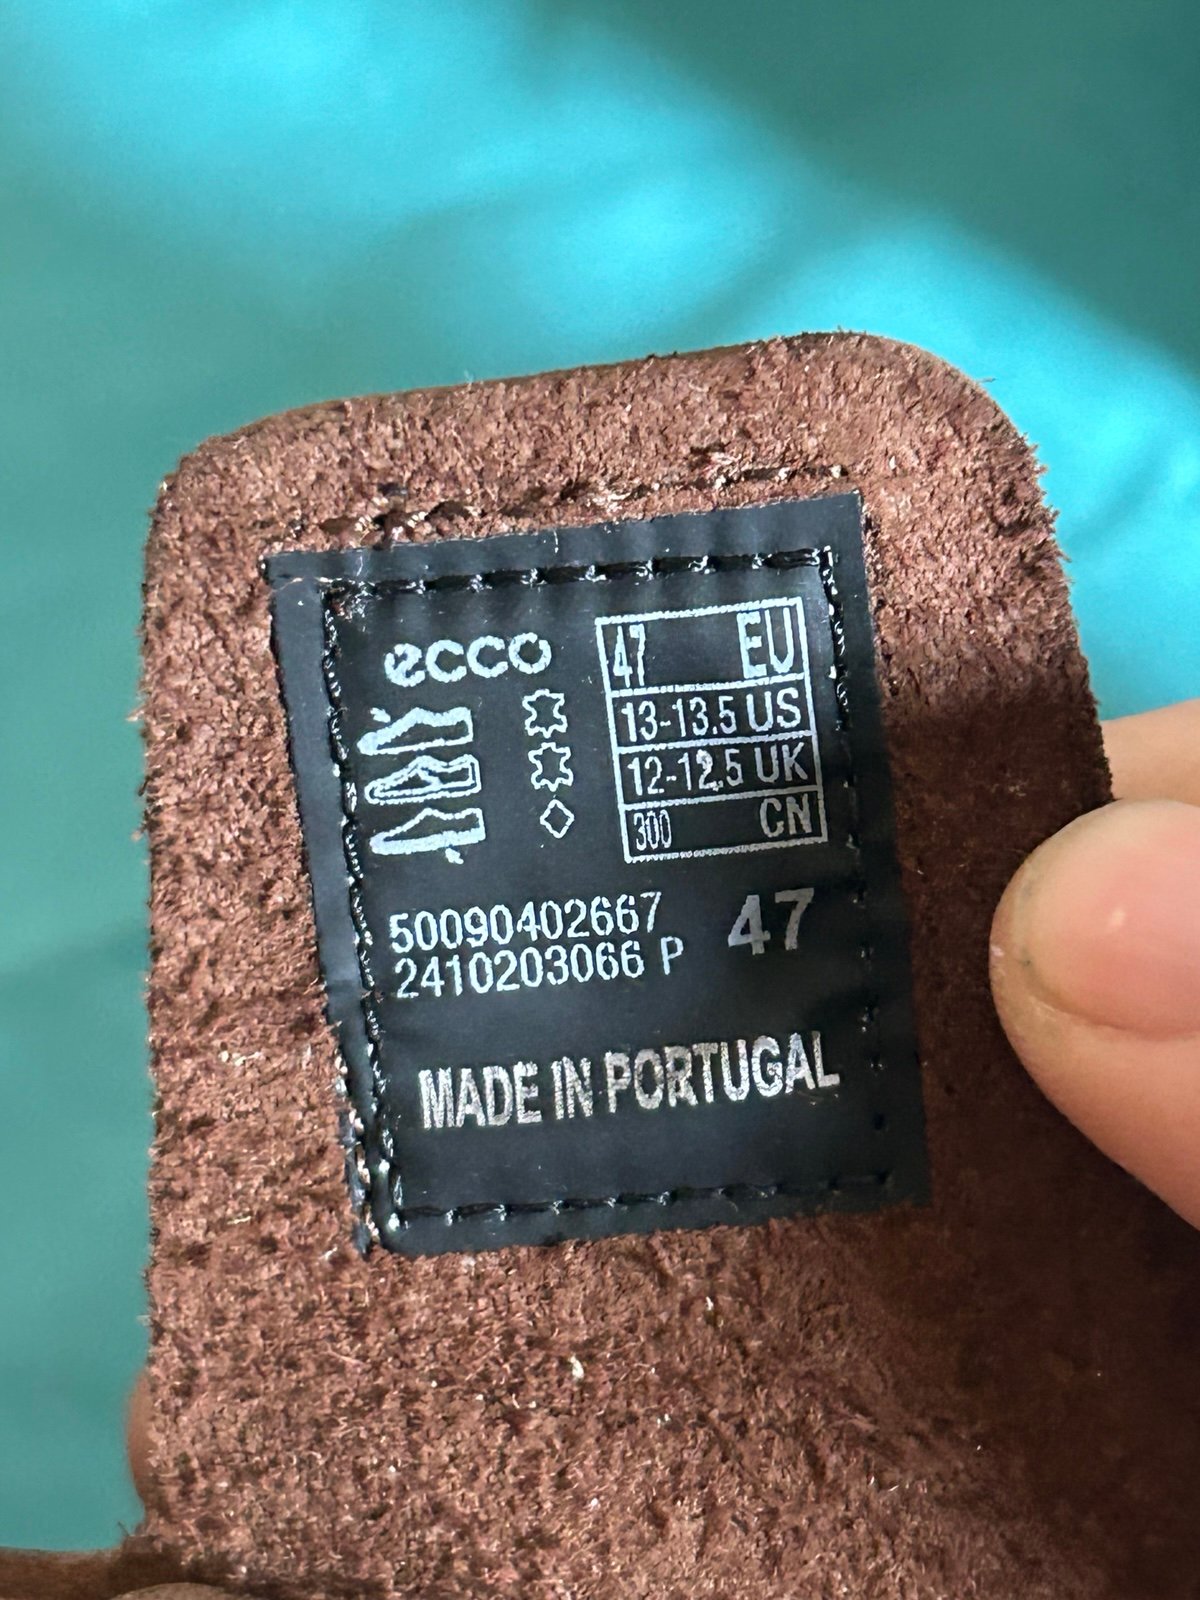 ecco
47 EU
13-13.5 US
12-12.5 UK
300 CN
50090402667 47
2410203066 P
MADE IN PORTUGAL